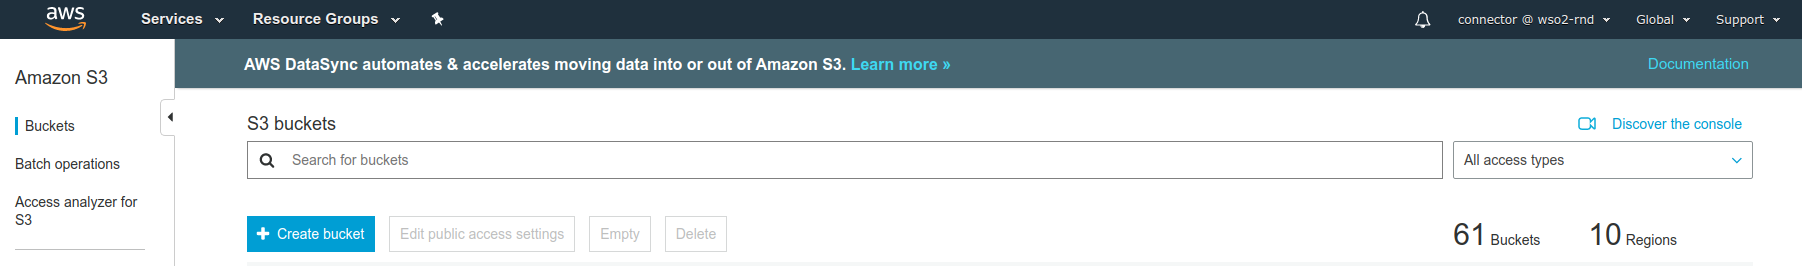 aws Services Resource Groups connector @ wso2-rnd Global Support
Amazon S3
Buckets
Batch operations
Access analyzer for
S3
AWS DataSync automates & accelerates moving data into or out of Amazon S3. Learn more » Documentation
S3 buckets Discover the console
Search for buckets All access types
Create bucket Edit public access settings Empty Delete 61 Buckets 10 Regions